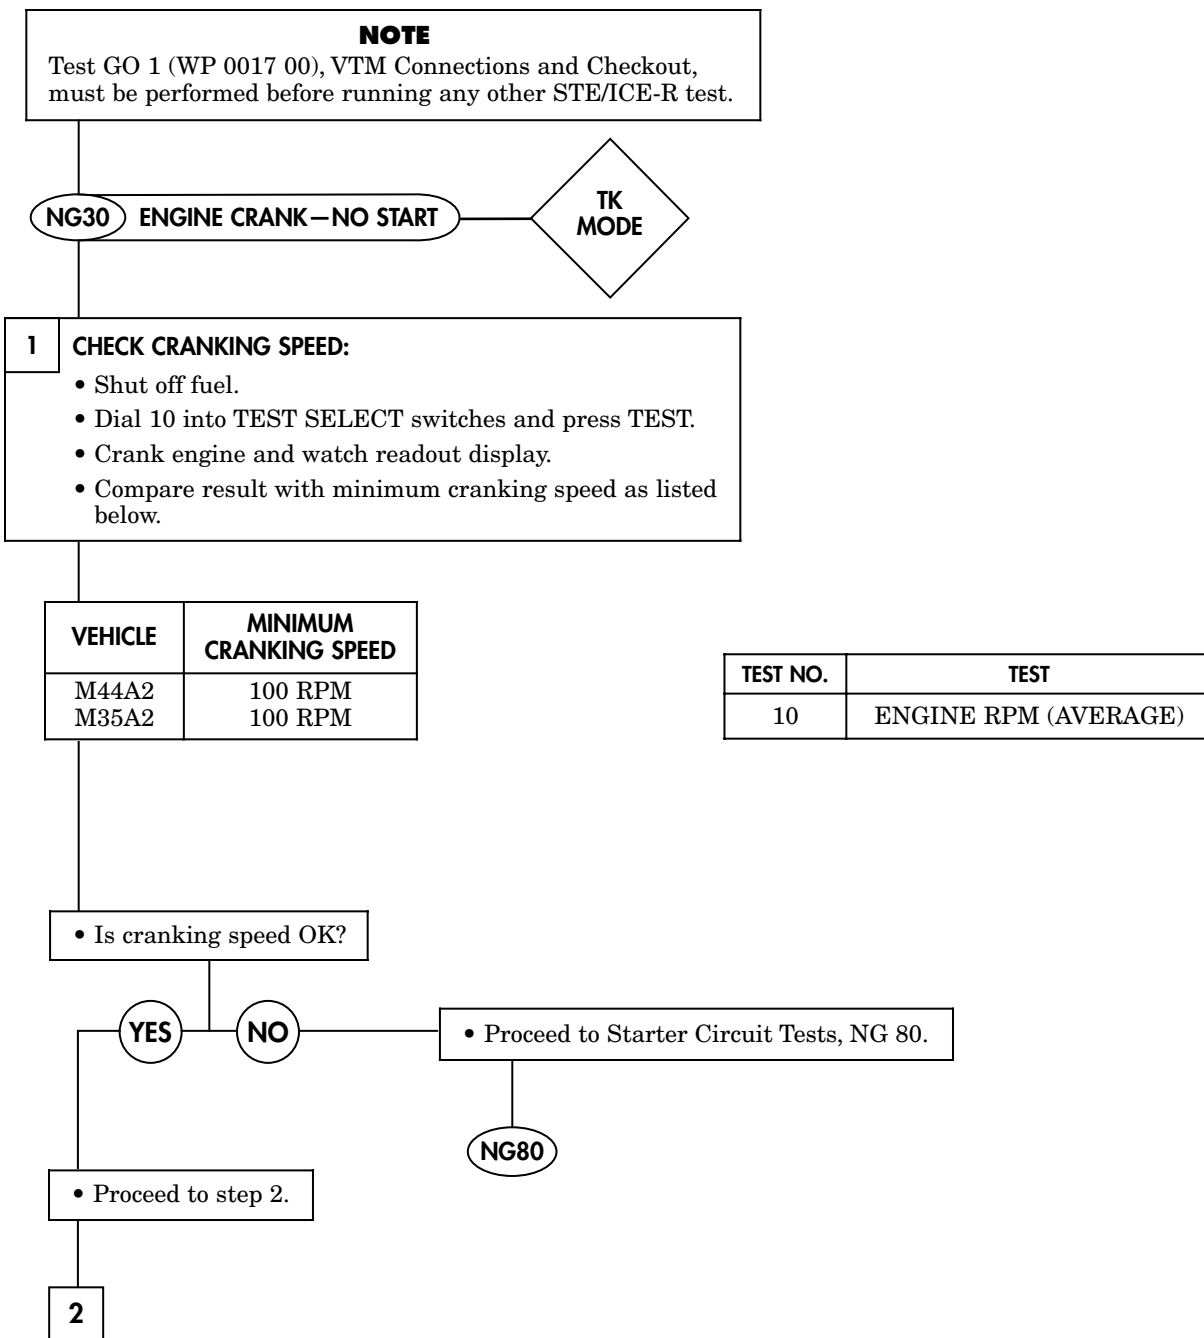 NOTE
Test GO 1 (WP 0017 00), VTM Connections and Checkout,
must be performed before running any other STE/ICE-R test.
NG30 ENGINE CRANK—NO START
TK
MODE
1 CHECK CRANKING SPEED:
• Shut off fuel.
• Dial 10 into TEST SELECT switches and press TEST.
• Crank engine and watch readout display.
• Compare result with minimum cranking speed as listed
below.
VEHICLE MINIMUM
CRANKING SPEED
M44A2 100 RPM
M35A2 100 RPM
TEST NO. TEST
10 ENGINE RPM (AVERAGE)
• Is cranking speed OK?
YES NO
• Proceed to Starter Circuit Tests, NG 80.
NG80
• Proceed to step 2.
2